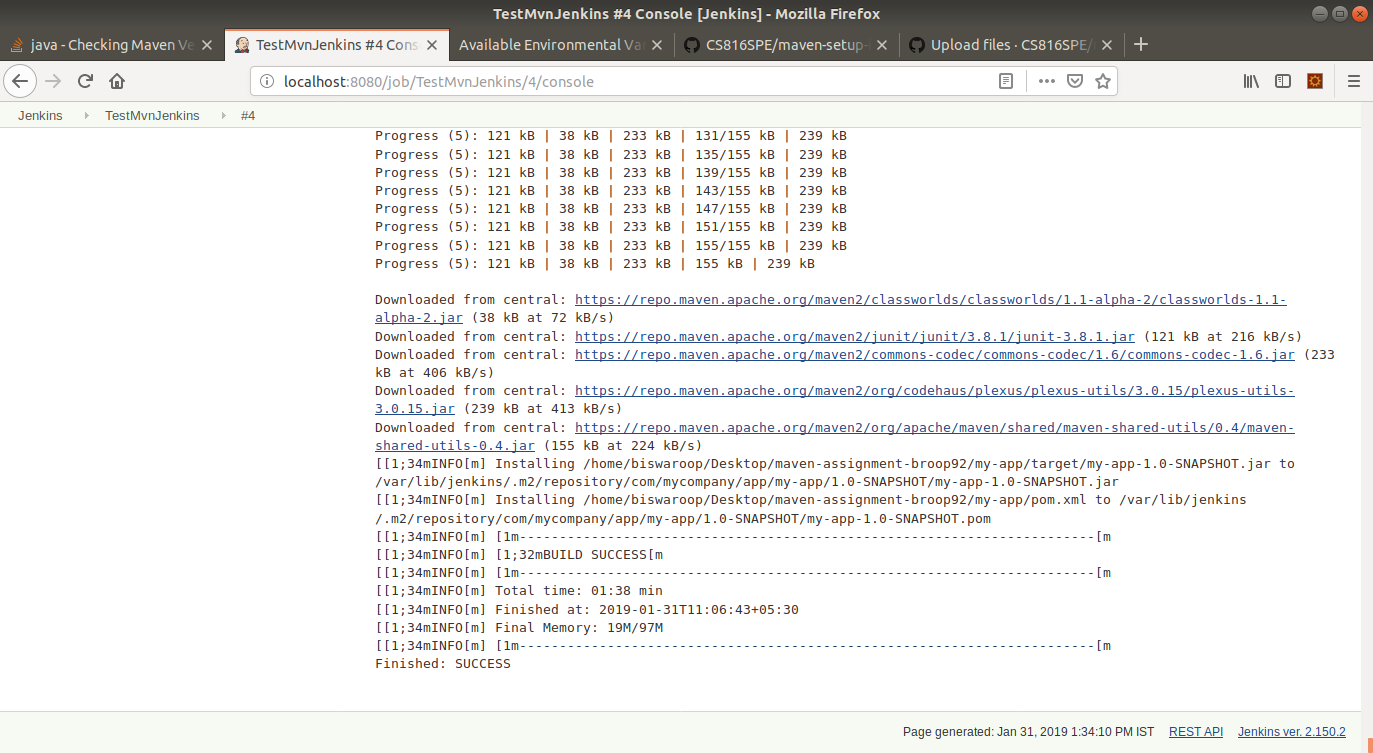 TestMvnJenkins #4 Console [Jenkins] - Mozilla Firefox
java - Checking Maven Ve
TestMvnJenkins #4 Cons
Available Environmental Va
CS816SPE/maven-setup-
Upload files · CS816SPE/
localhost:8080/job/TestMvnJenkins/4/console
Jenkins TestMvnJenkins #4
Progress (5): 121 kB | 38 kB | 233 kB | 131/155 kB | 239 kB
Progress (5): 121 kB | 38 kB | 233 kB | 135/155 kB | 239 kB
Progress (5): 121 kB | 38 kB | 233 kB | 139/155 kB | 239 kB
Progress (5): 121 kB | 38 kB | 233 kB | 143/155 kB | 239 kB
Progress (5): 121 kB | 38 kB | 233 kB | 147/155 kB | 239 kB
Progress (5): 121 kB | 38 kB | 233 kB | 151/155 kB | 239 kB
Progress (5): 121 kB | 38 kB | 233 kB | 155/155 kB | 239 kB
Progress (5): 121 kB | 38 kB | 233 kB | 155 kB | 239 kB
Downloaded from central: https://repo.maven.apache.org/maven2/classworlds/classworlds/1.1-alpha-2/classworlds-1.1-
alpha-2.jar (38 kB at 72 kB/s)
Downloaded from central: https://repo.maven.apache.org/maven2/junit/junit/3.8.1/junit-3.8.1.jar (121 kB at 216 kB/s)
Downloaded from central: https://repo.maven.apache.org/maven2/commons-codec/commons-codec/1.6/commons-codec-1.6.jar (233
kB at 406 kB/s)
Downloaded from central: https://repo.maven.apache.org/maven2/org/codehaus/plexus/plexus-utils/3.0.15/plexus-utils-
3.0.15.jar (239 kB at 413 kB/s)
Downloaded from central: https://repo.maven.apache.org/maven2/org/apache/maven/shared/maven-shared-utils/0.4/maven-
shared-utils-0.4.jar (155 kB at 224 kB/s)
[[1;34mINFO[m] Installing /home/biswaroop/Desktop/maven-assignment-broop92/my-app/target/my-app-1.0-SNAPSHOT.jar to
/var/lib/jenkins/.m2/repository/com/mycompany/app/my-app/1.0-SNAPSHOT/my-app-1.0-SNAPSHOT.jar
[[1;34mINFO[m] Installing /home/biswaroop/Desktop/maven-assignment-broop92/my-app/pom.xml to /var/lib/jenkins
/.m2/repository/com/mycompany/app/my-app/1.0-SNAPSHOT/my-app-1.0-SNAPSHOT.pom
[[1;34mINFO[m] [1m------------------------------------------------------------------------[m
[[1;34mINFO[m] [1;32mBUILD SUCCESS[m
[[1;34mINFO[m] [1m------------------------------------------------------------------------[m
[[1;34mINFO[m] Total time: 01:38 min
[[1;34mINFO[m] Finished at: 2019-01-31T11:06:43+05:30
[[1;34mINFO[m] Final Memory: 19M/97M
[[1;34mINFO[m] [1m------------------------------------------------------------------------[m
Finished: SUCCESS
Page generated: Jan 31, 2019 1:34:10 PM IST REST API Jenkins ver. 2.150.2